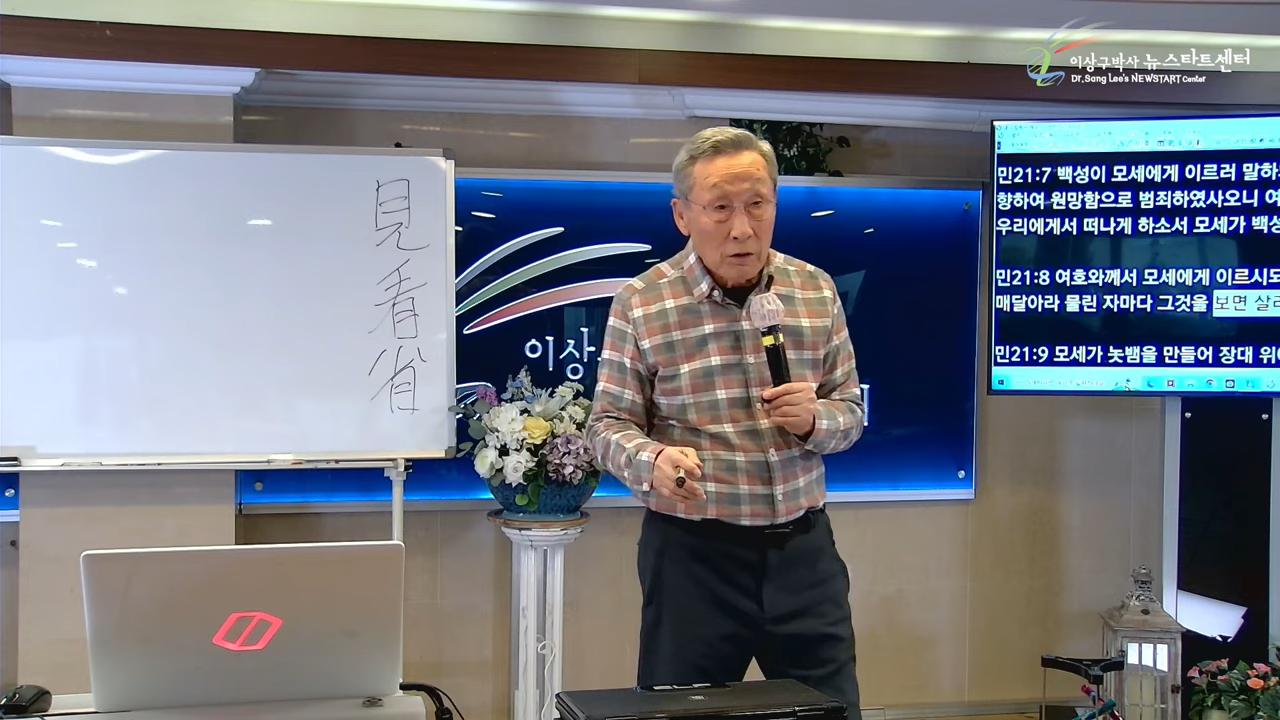 이상구박사 뉴스타트센터
Dr. Sang Lee's NEWSTART Center
見
看
省
이상
민21:7 백성이 모세에게 이르러 말하
향하여 원망함으로 범죄하였사오니 여
우리에게서 떠나게 하소서 모세가 백성
민21:8 여호와께서 모세에게 이르시되
매달아라 물린 자마다 그것을 보면 살리
민21:9 모세가 놋뱀을 만들어 장대 위에